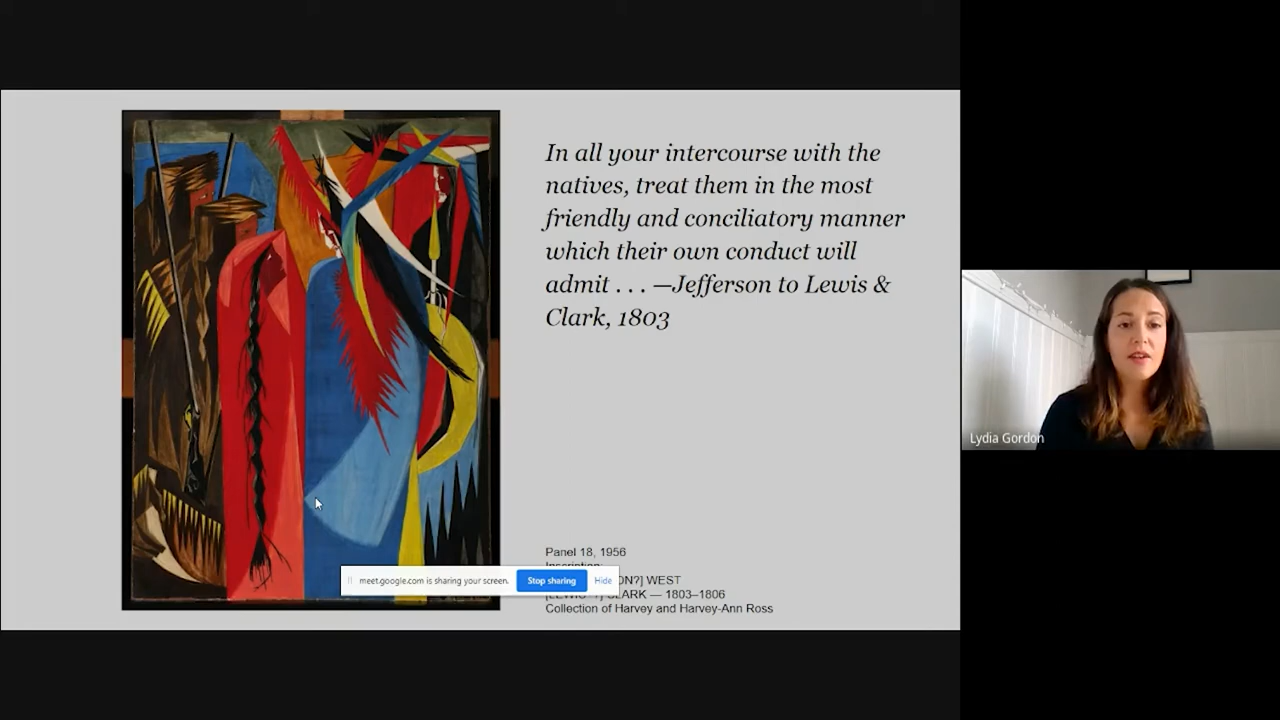 In all your intercourse with the
natives, treat them in the most
friendly and conciliatory manner
which their own conduct will
admit . . . —Jefferson to Lewis &
Clark, 1803
Lydia Gordon
Panel 18, 1956
Inscription:
meet.google.com is sharing your screen. Stop sharing Hide
ON?] WEST
CLARK — 1803–1806
Collection of Harvey and Harvey-Ann Ross